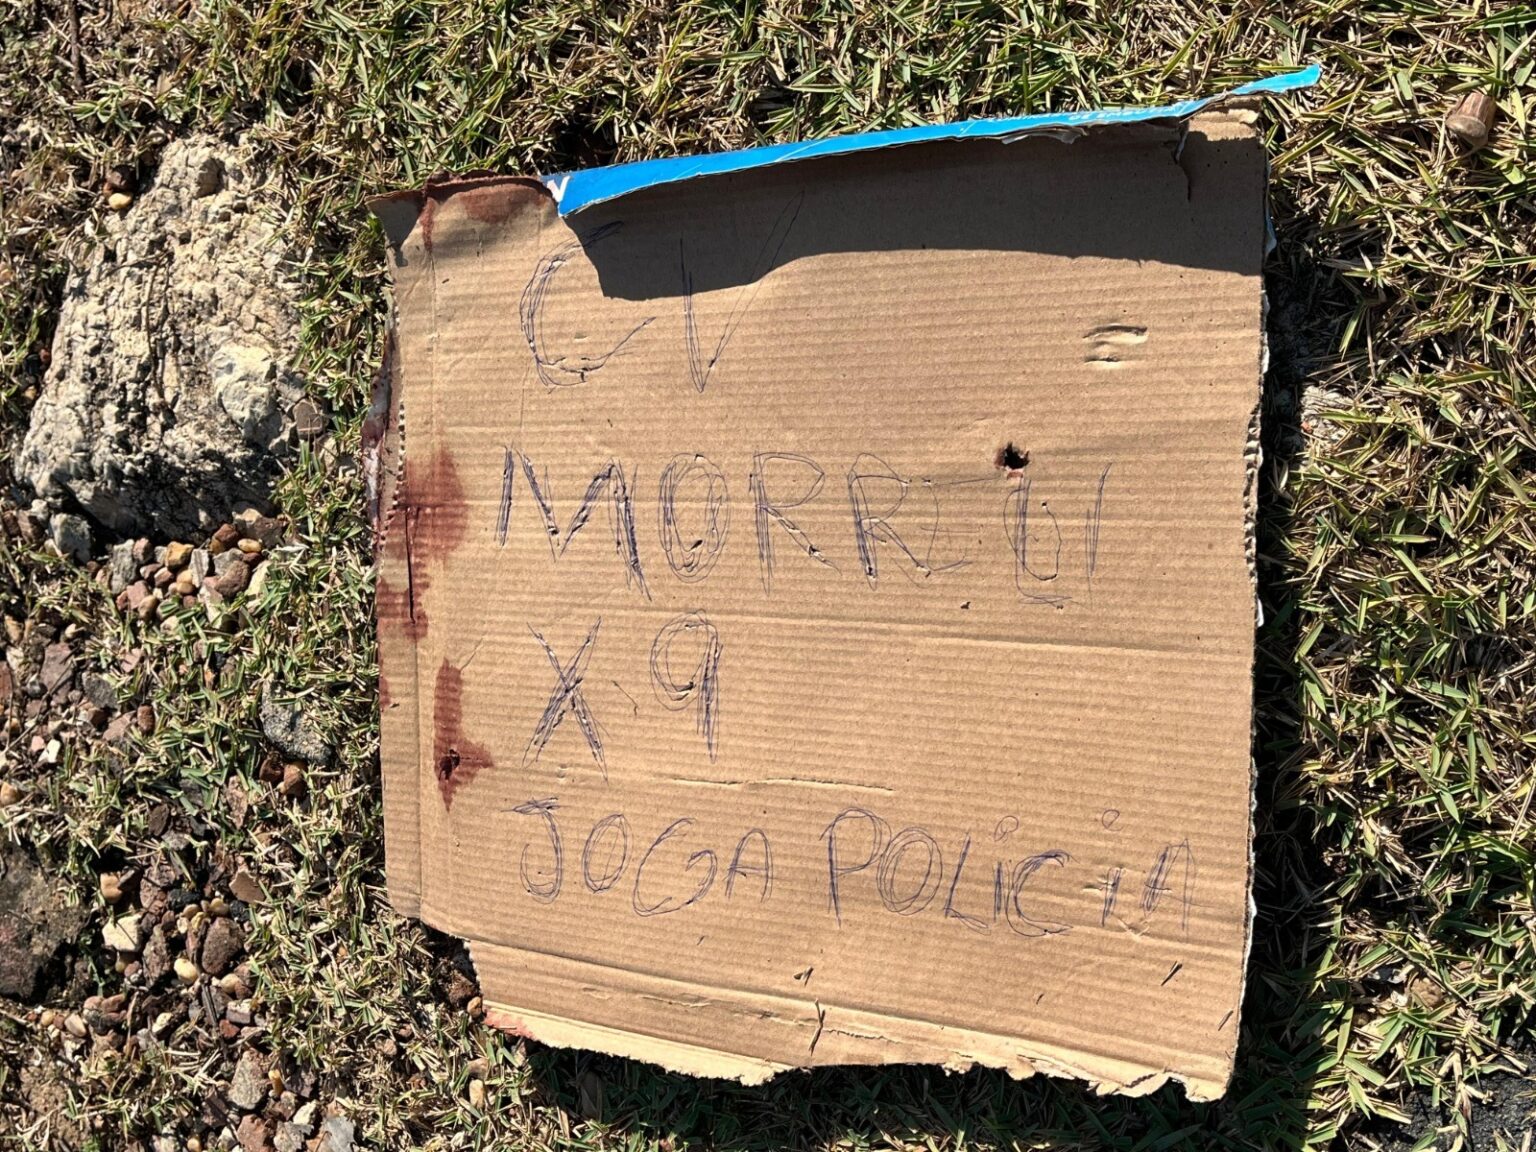 CV
MORREU
X9
JOGA POLICIA